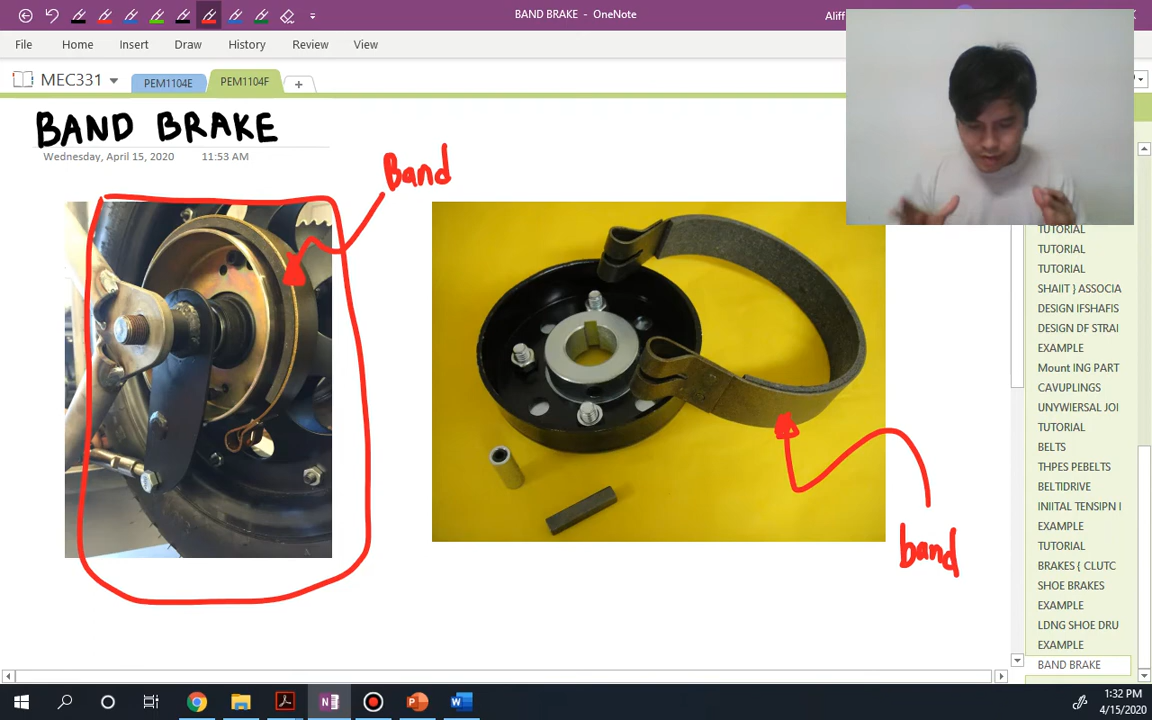 BAND BRAKE - OneNote
Aliff
File Home Insert Draw History Review View
MEC331
PEM1104E
PEM1104F
BAND BRAKE
Wednesday, April 15, 2020 11:53 AM
Band
band
TUTORIAL
TUTORIAL
TUTORIAL
SHAIIT } ASSOCIA
DESIGN IFSHAFIS
DESIGN DF STRAI
EXAMPLE
Mount ING PART
CAVUPLINGS
UNYWIERSAL JOI
TUTORIAL
BELTS
THPES PEBELTS
BELTIDRIVE
INIITAL TENSIPN I
EXAMPLE
TUTORIAL
BRAKES { CLUTC
SHOE BRAKES
EXAMPLE
LDNG SHOE DRU
EXAMPLE
BAND BRAKE
1:32 PM
4/15/2020